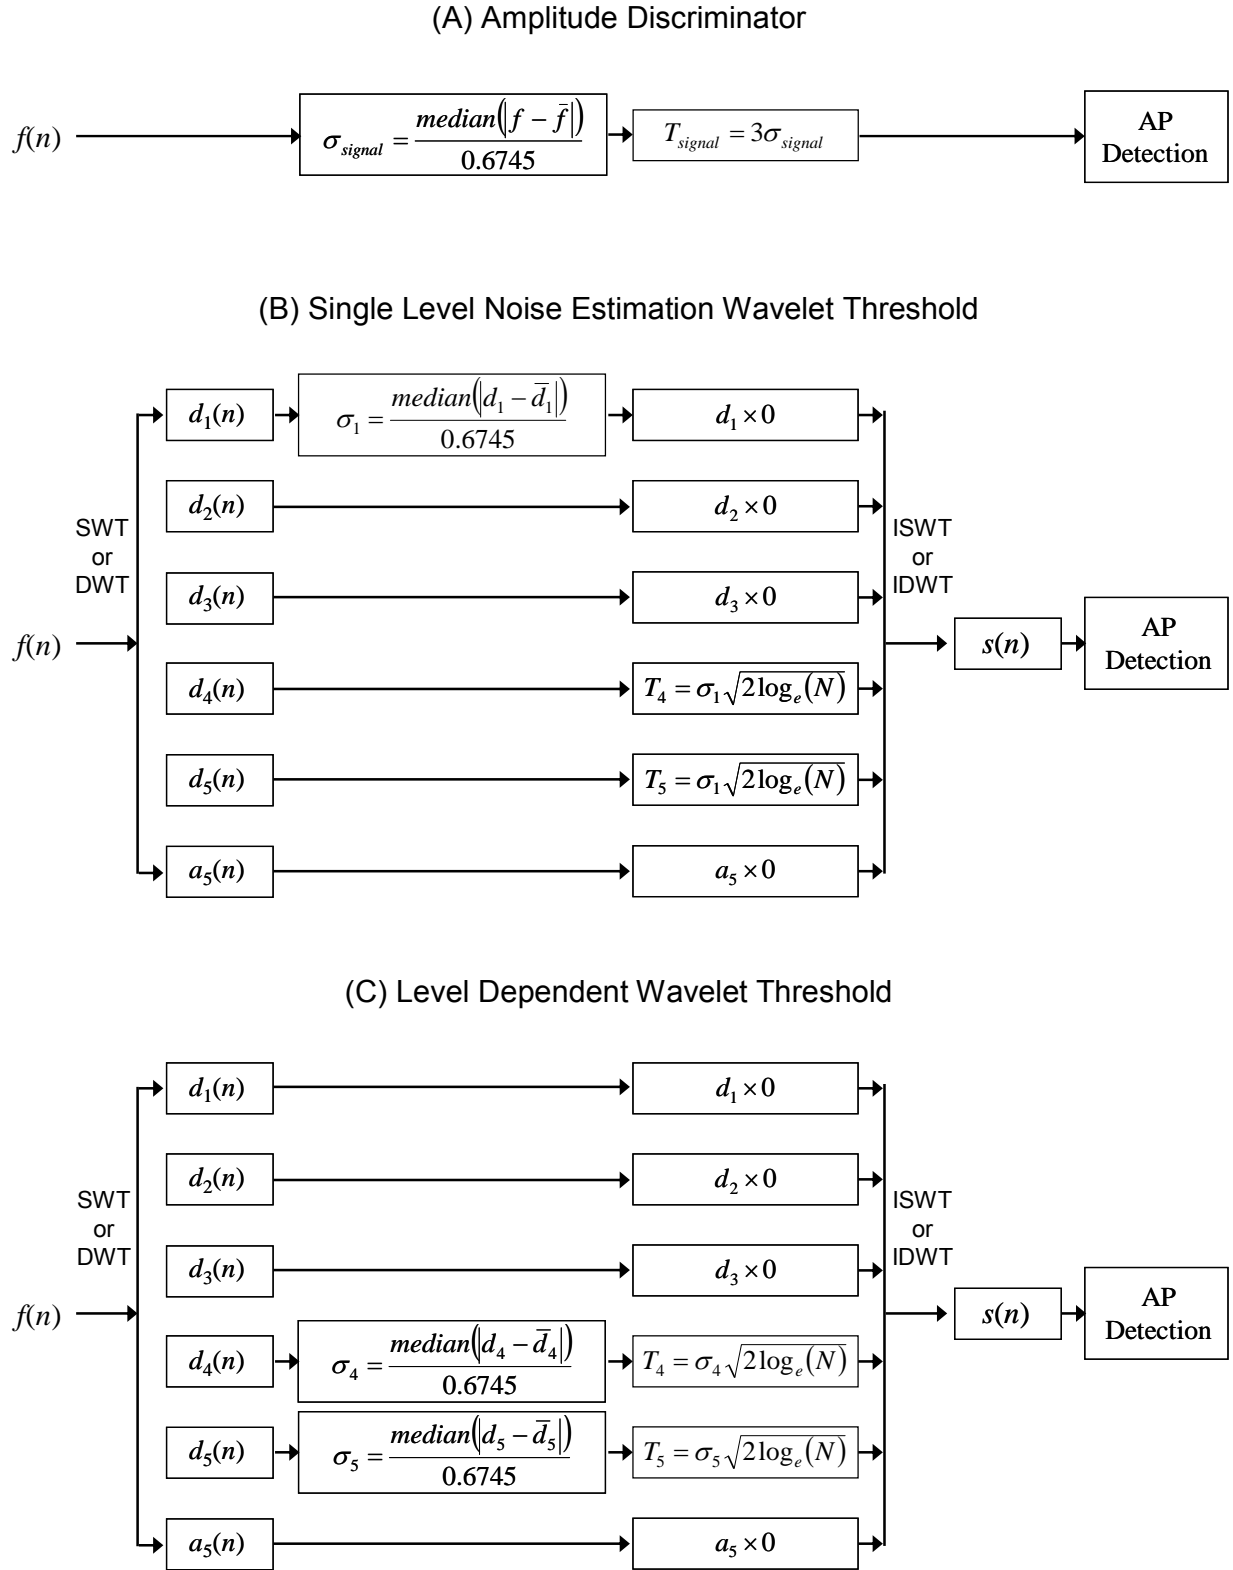 (A) Amplitude Discriminator
f(n)
σ_signal = median(|f − f̄|) / 0.6745
T_signal = 3σ_signal
AP
Detection
(B) Single Level Noise Estimation Wavelet Threshold
SWT
or
DWT
f(n)
d₁(n)
σ₁ = median(|d₁ − d̄₁|) / 0.6745
d₁ × 0
d₂(n)
d₂ × 0
d₃(n)
d₃ × 0
d₄(n)
T₄ = σ₁√(2logₑ(N))
d₅(n)
T₅ = σ₁√(2logₑ(N))
a₅(n)
a₅ × 0
ISWT
or
IDWT
s(n)
AP
Detection
(C) Level Dependent Wavelet Threshold
SWT
or
DWT
f(n)
d₁(n)
d₁ × 0
d₂(n)
d₂ × 0
d₃(n)
d₃ × 0
d₄(n)
σ₄ = median(|d₄ − d̄₄|) / 0.6745
T₄ = σ₄√(2logₑ(N))
d₅(n)
σ₅ = median(|d₅ − d̄₅|) / 0.6745
T₅ = σ₅√(2logₑ(N))
a₅(n)
a₅ × 0
ISWT
or
IDWT
s(n)
AP
Detection